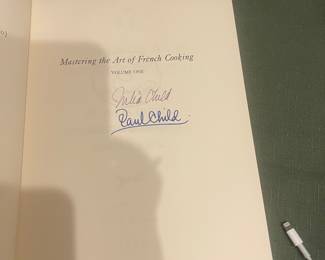 Mastering the Art of French Cooking
VOLUME ONE
Julia Child
Paul Child